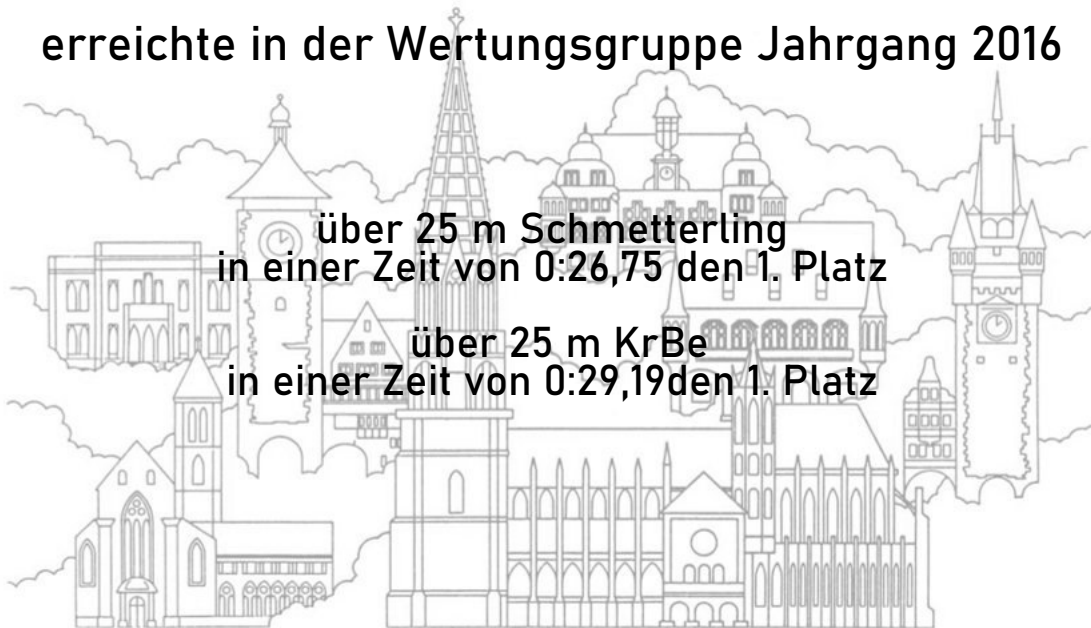 erreichte in der Wertungsgruppe Jahrgang 2016
über 25 m Schmetterling
in einer Zeit von 0:26,75 den 1. Platz
über 25 m KrBe
in einer Zeit von 0:29,19den 1. Platz